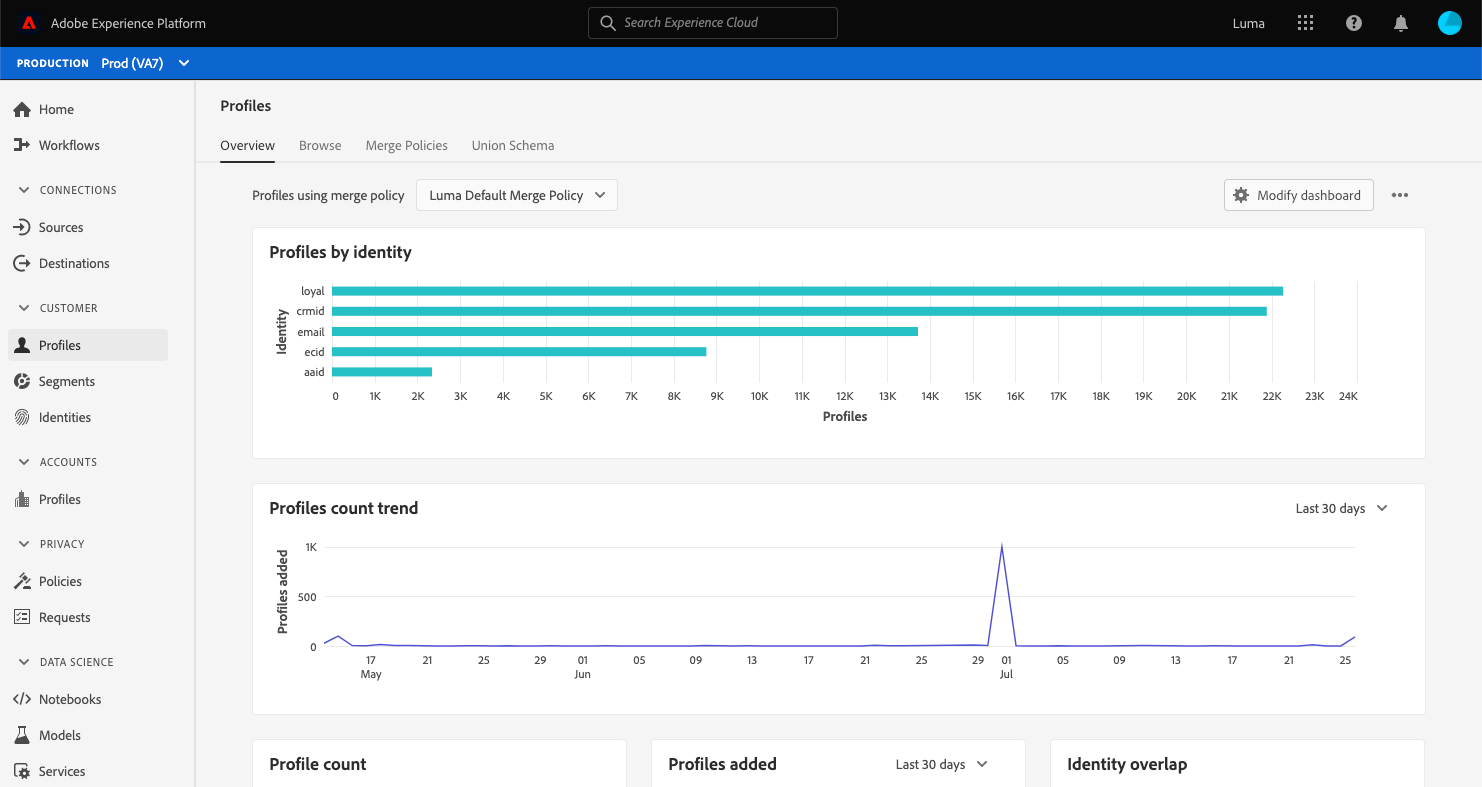 Adobe Experience Platform
Search Experience Cloud
Luma
PRODUCTION Prod (VA7)
Home
Workflows
CONNECTIONS
Sources
Destinations
CUSTOMER
Profiles
Segments
Identities
ACCOUNTS
Profiles
PRIVACY
Policies
Requests
DATA SCIENCE
Notebooks
Models
Services
Profiles
Overview Browse Merge Policies Union Schema
Profiles using merge policy Luma Default Merge Policy
Modify dashboard
Profiles by identity
Identity
loyal
crmid
email
ecid
aaid
0 1K 2K 3K 4K 5K 6K 7K 8K 9K 10K 11K 12K 13K 14K 15K 16K 17K 18K 19K 20K 21K 22K 23K 24K
Profiles
Profiles count trend
Last 30 days
Profiles added
1K
500
0
17 21 25 29 01 05 09 13 17 21 25 29 01 05 09 13 17 21 25
May Jun Jul
Profile count
Profiles added
Last 30 days
Identity overlap